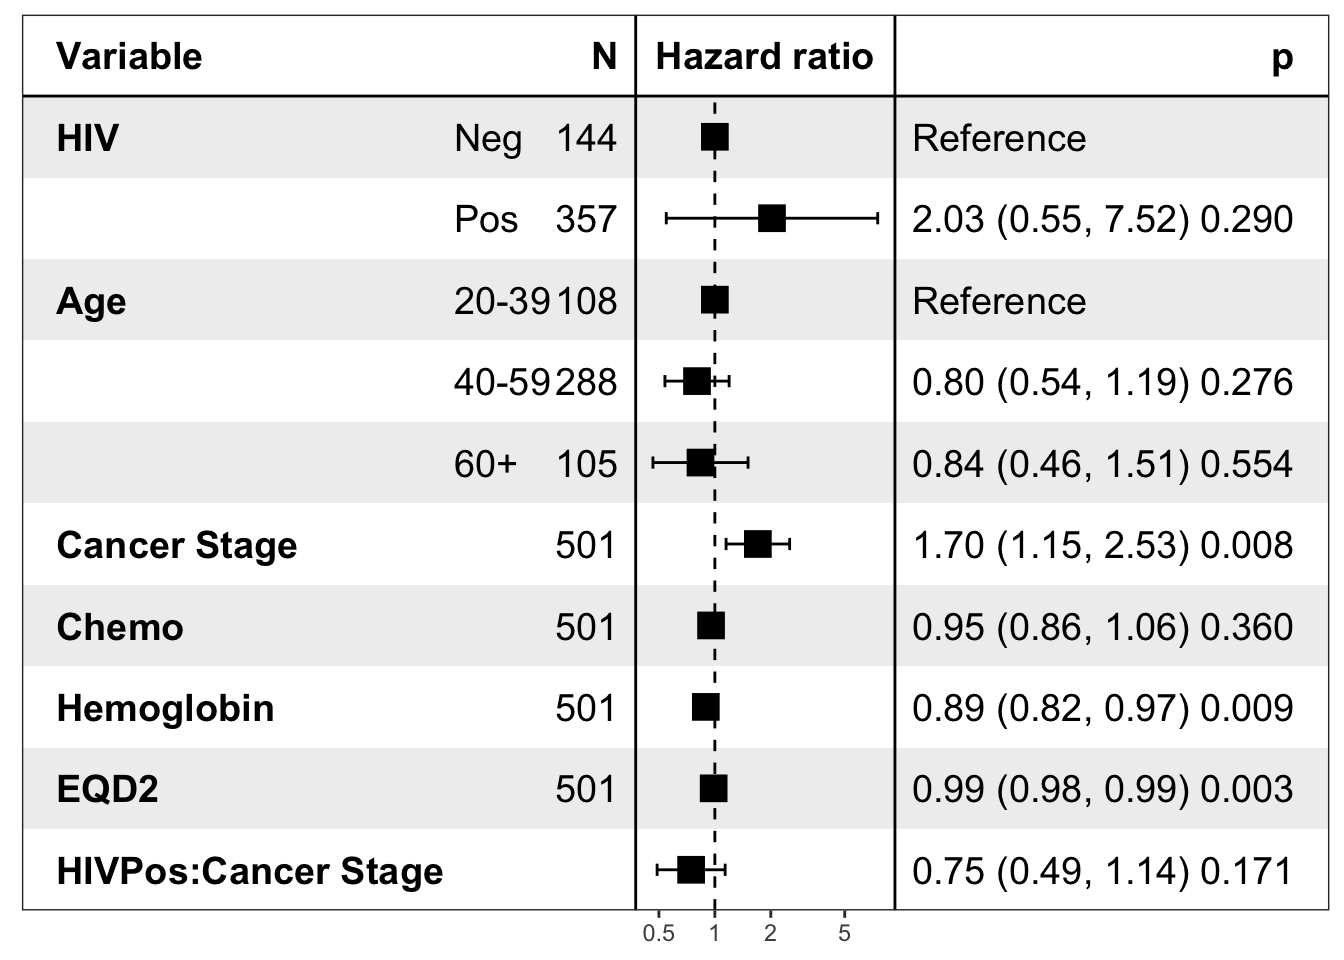 Variable N Hazard ratio p
HIV Neg 144 Reference
Pos 357 2.03 (0.55, 7.52) 0.290
Age 20-39 108 Reference
40-59 288 0.80 (0.54, 1.19) 0.276
60+ 105 0.84 (0.46, 1.51) 0.554
Cancer Stage 501 1.70 (1.15, 2.53) 0.008
Chemo 501 0.95 (0.86, 1.06) 0.360
Hemoglobin 501 0.89 (0.82, 0.97) 0.009
EQD2 501 0.99 (0.98, 0.99) 0.003
HIVPos:Cancer Stage 0.75 (0.49, 1.14) 0.171
0.5 1 2 5